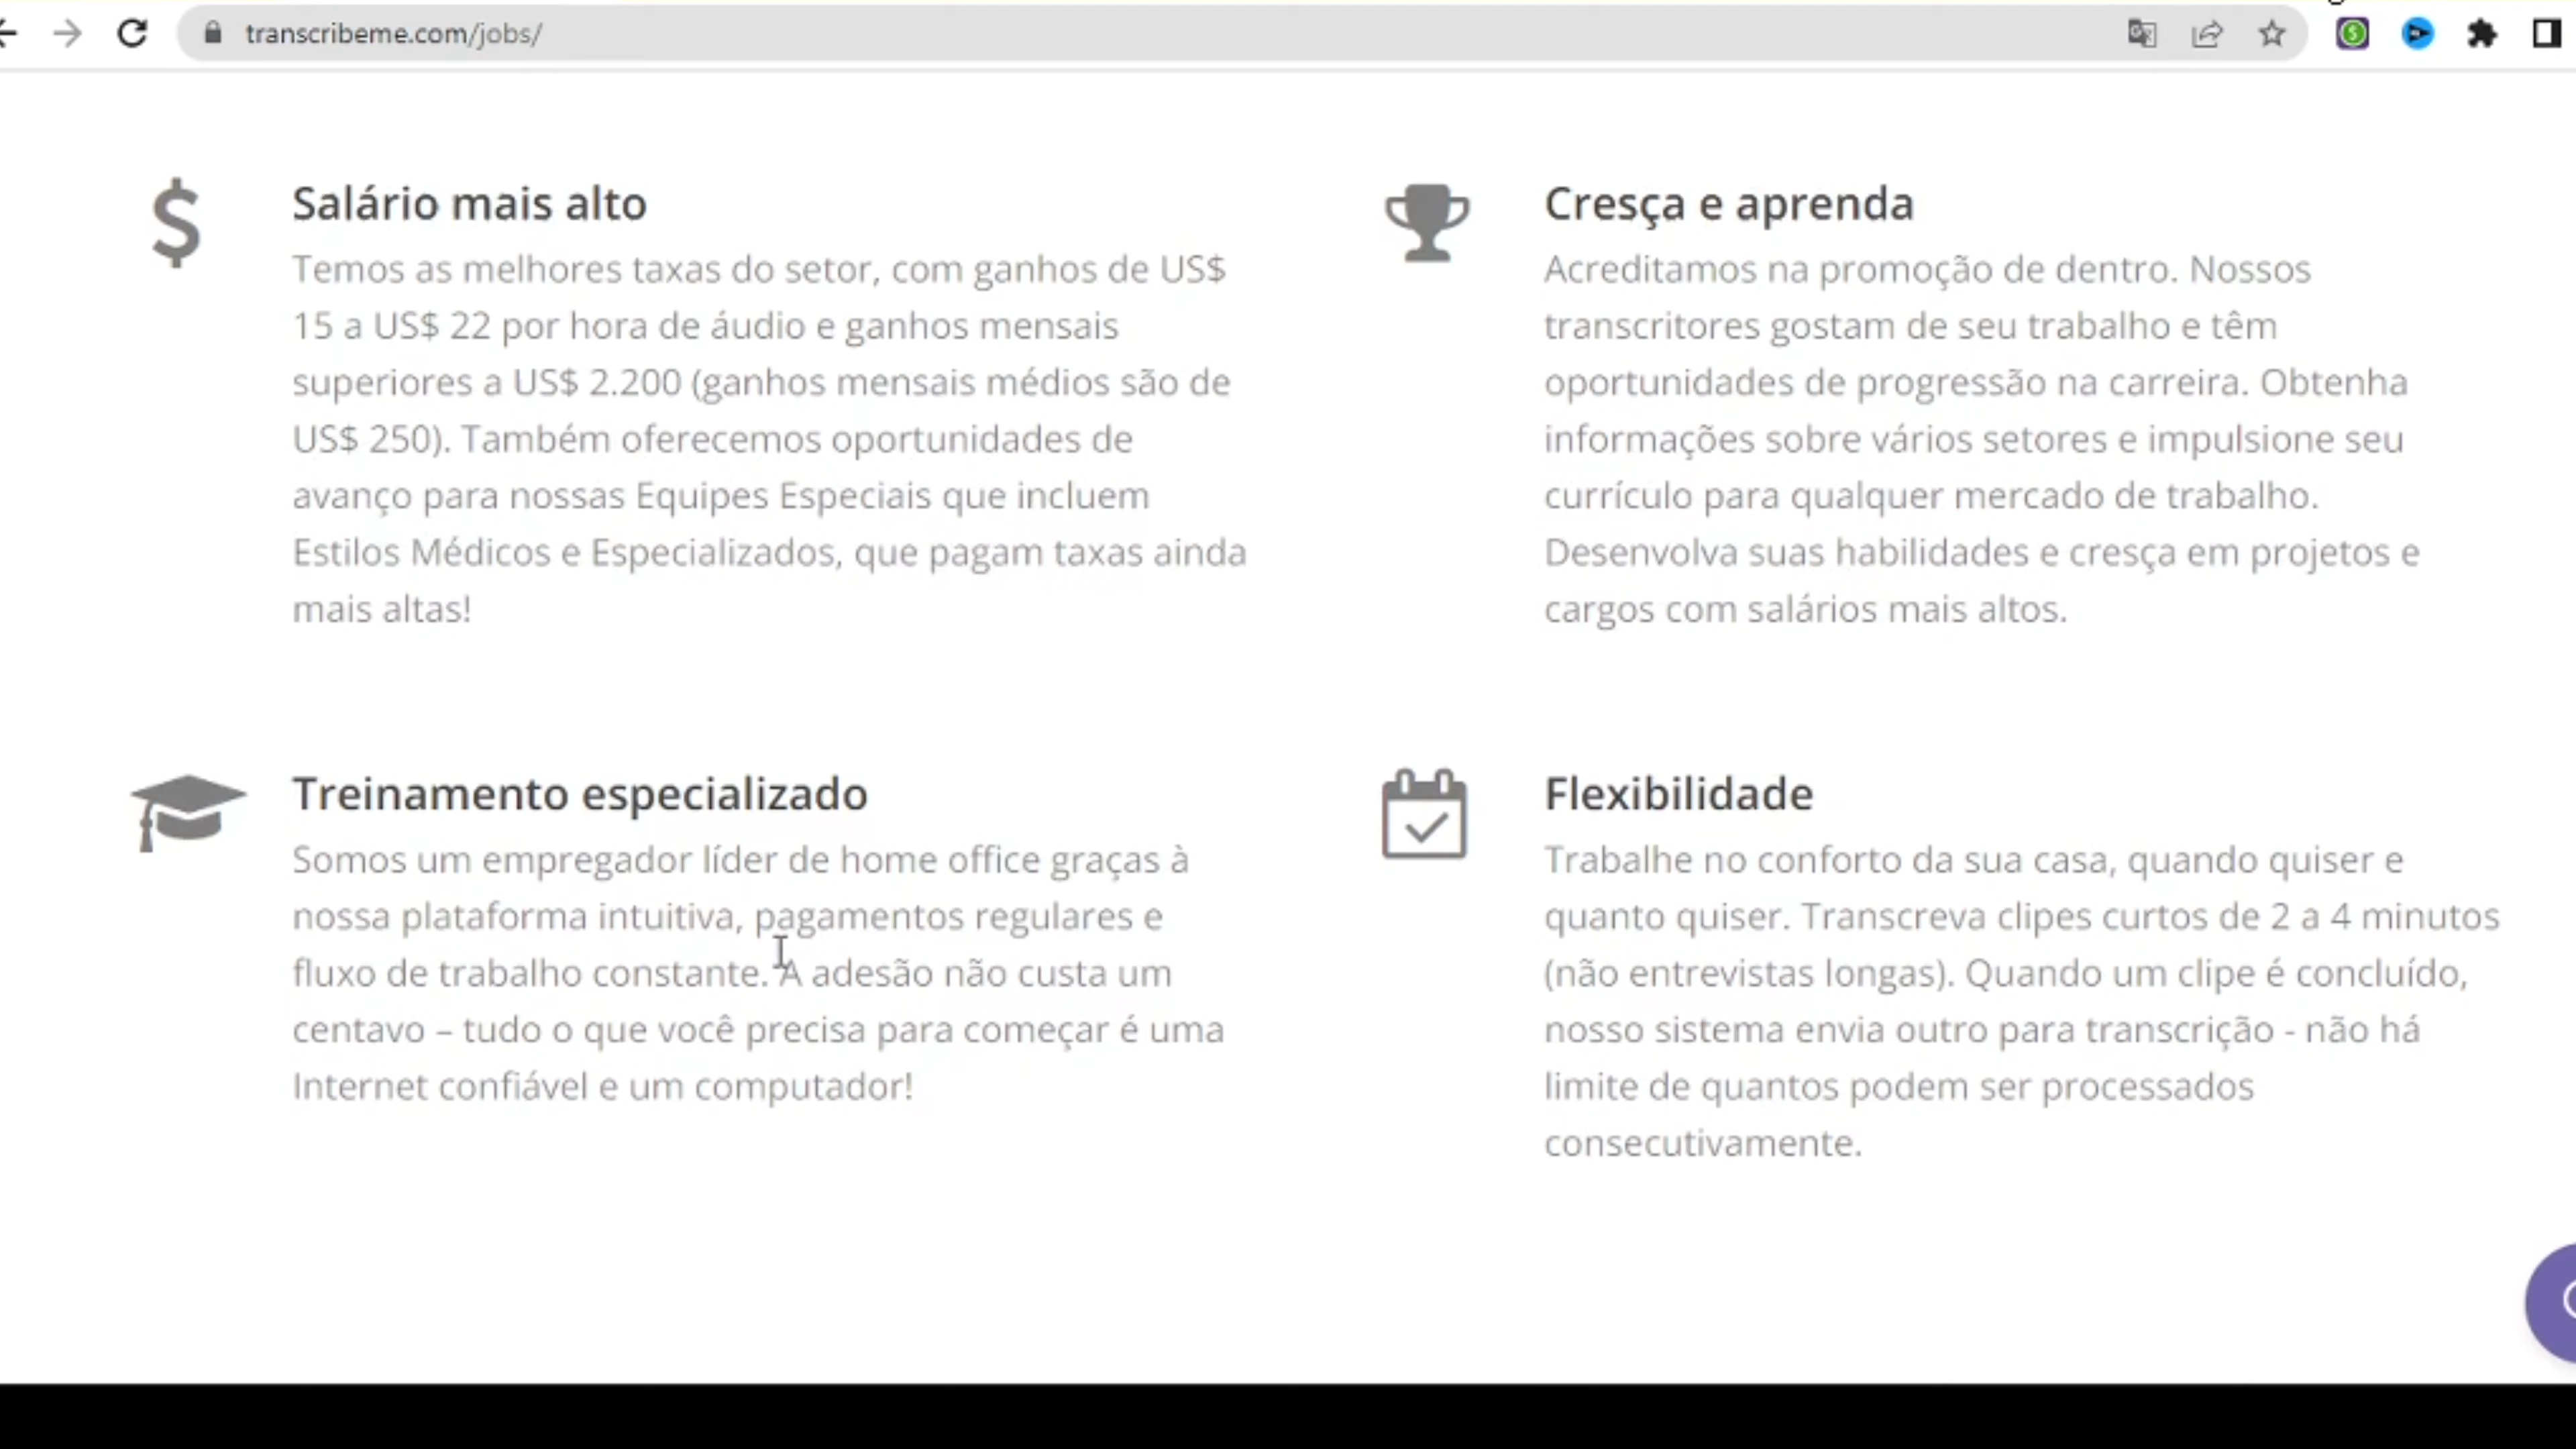 transcribeme.com/jobs/
Salário mais alto
Temos as melhores taxas do setor, com ganhos de US$
15 a US$ 22 por hora de áudio e ganhos mensais
superiores a US$ 2.200 (ganhos mensais médios são de
US$ 250). Também oferecemos oportunidades de
avanço para nossas Equipes Especiais que incluem
Estilos Médicos e Especializados, que pagam taxas ainda
mais altas!
Cresça e aprenda
Acreditamos na promoção de dentro. Nossos
transcritores gostam de seu trabalho e têm
oportunidades de progressão na carreira. Obtenha
informações sobre vários setores e impulsione seu
currículo para qualquer mercado de trabalho.
Desenvolva suas habilidades e cresça em projetos e
cargos com salários mais altos.
Treinamento especializado
Somos um empregador líder de home office graças à
nossa plataforma intuitiva, pagamentos regulares e
fluxo de trabalho constante. A adesão não custa um
centavo – tudo o que você precisa para começar é uma
Internet confiável e um computador!
Flexibilidade
Trabalhe no conforto da sua casa, quando quiser e
quanto quiser. Transcreva clipes curtos de 2 a 4 minutos
(não entrevistas longas). Quando um clipe é concluído,
nosso sistema envia outro para transcrição - não há
limite de quantos podem ser processados
consecutivamente.